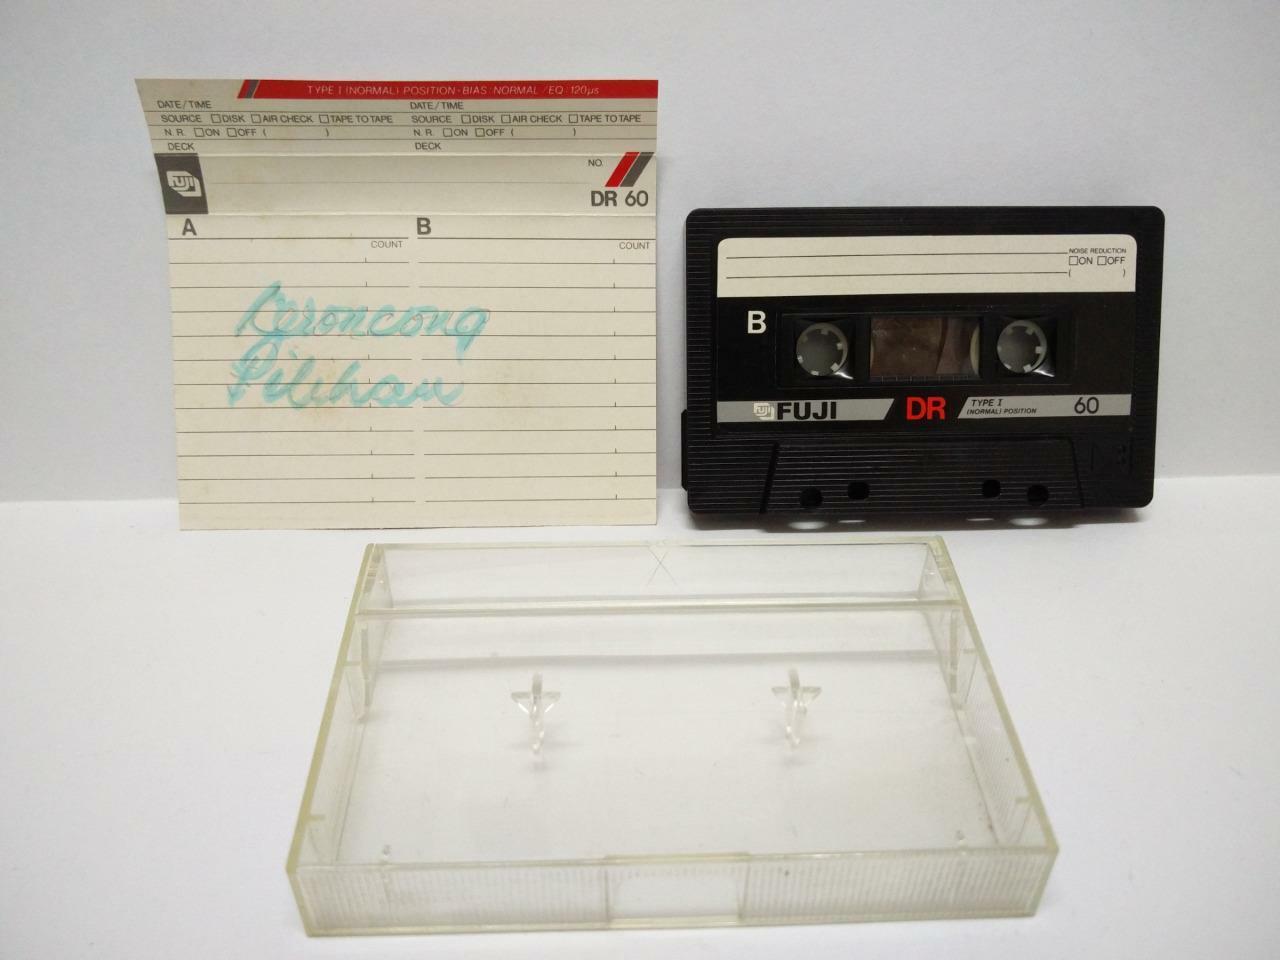 TYPE I (NORMAL) POSITION · BIAS : NORMAL / EQ : 120μs
DATE/TIME DATE/TIME
SOURCE □DISK □AIR CHECK □TAPE TO TAPE SOURCE □DISK □AIR CHECK □TAPE TO TAPE
N.R. □ON □OFF ( ) N.R. □ON □OFF ( )
DECK DECK
FUJI
NO.
DR 60
A B
COUNT COUNT
Keroncong
Pilihan
NOISE REDUCTION
□ON □OFF
( )
B
FUJI FUJI DR TYPE I 60
(NORMAL) POSITION